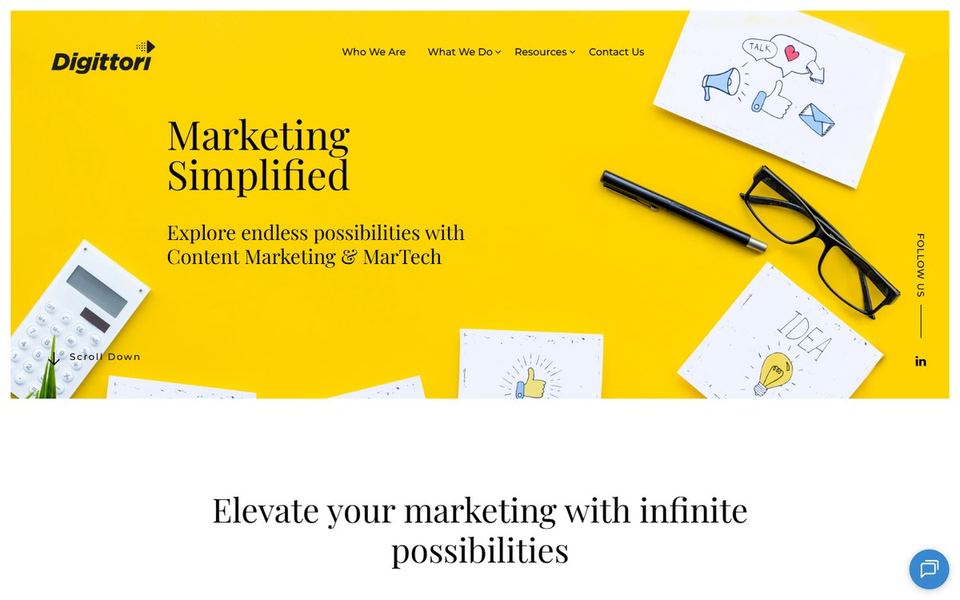 Digittori
Who We Are
What We Do
Resources
Contact Us
TALK
Marketing
Simplified
Explore endless possibilities with
Content Marketing & MarTech
FOLLOW US
IDEA
Scroll Down
in
Elevate your marketing with infinite
possibilities